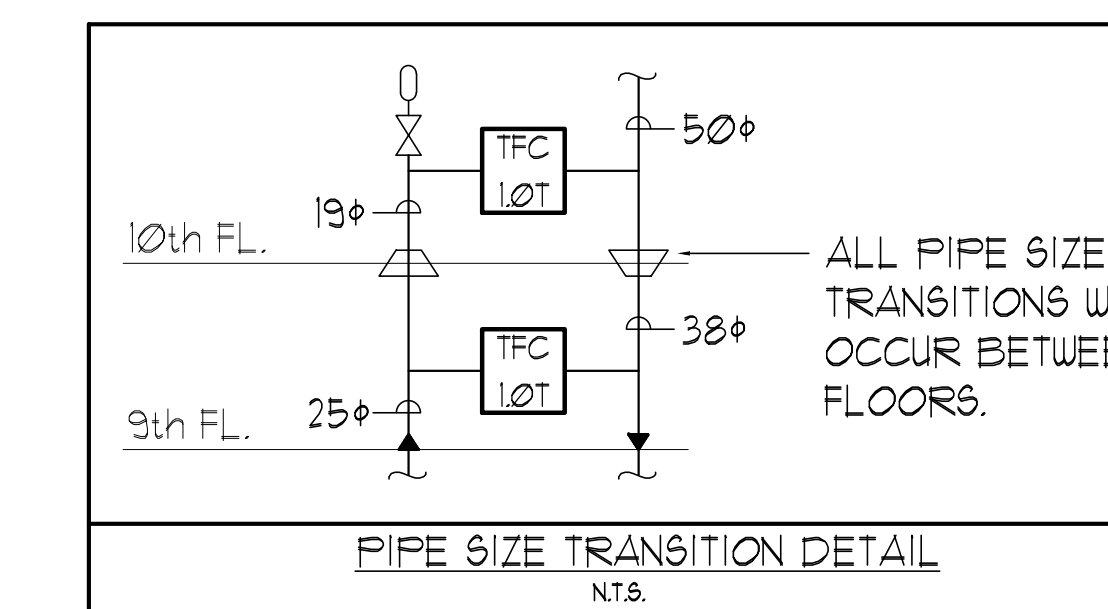 50ϕ
TFC
1.0T
19ϕ
10th FL.
ALL PIPE SIZE
TRANSITIONS
OCCUR
FLOORS.
38ϕ
TFC
1.0T
25ϕ
9th FL.
PIPE SIZE TRANSITION DETAIL
N.T.S.